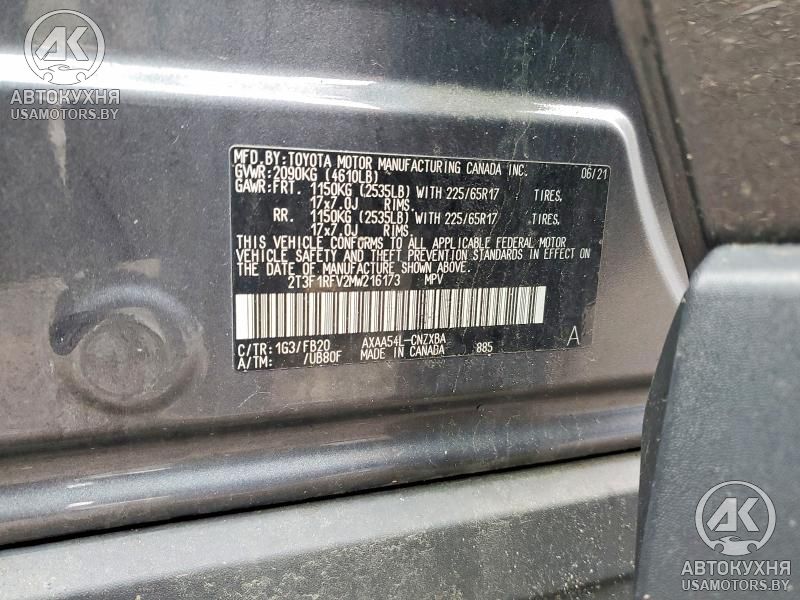 AK
АВТОКУХНЯ
USAMOTORS.BY
MFD.BY:TOYOTA MOTOR MANUFACTURING CANADA INC. 06/21
GVWR:2090KG (4610LB)
GAWR:FRT. 1150KG (2535LB) WITH 225/65R17 TIRES,
17x7.0J RIMS.
RR. 1150KG (2535LB) WITH 225/65R17 TIRES,
17x7.0J RIMS.
THIS VEHICLE CONFORMS TO ALL APPLICABLE FEDERAL MOTOR
VEHICLE SAFETY AND THEFT PREVENTION STANDARDS IN EFFECT ON
THE DATE OF MANUFACTURE SHOWN ABOVE.
2T3F1RFV2MW216173 MPV
C/TR:1G3/FB20 AXAA54L-CNZXBA A
A/TM: /UB80F MADE IN CANADA 885
AK
АВТОКУХНЯ
USAMOTORS.BY